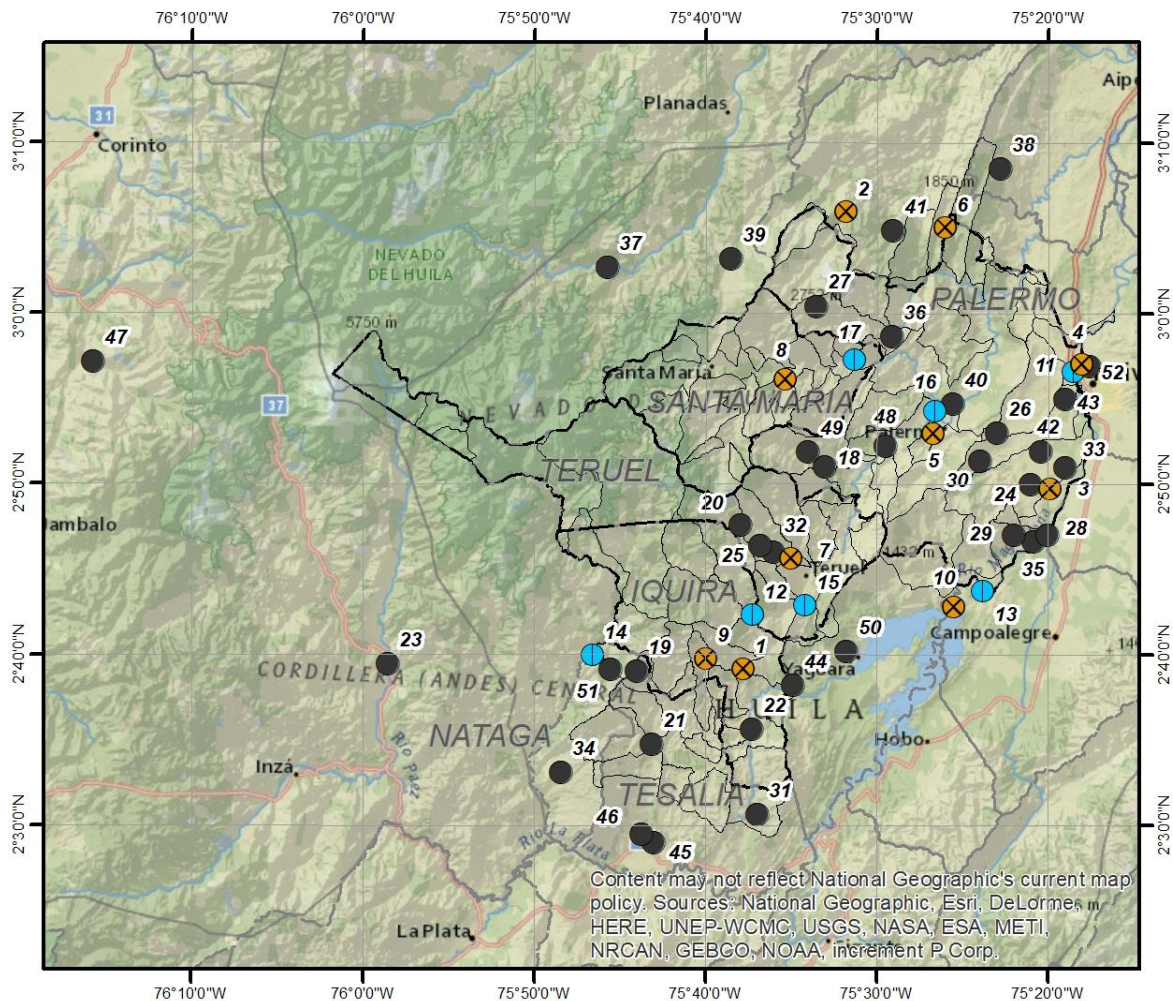 76°10'0"W 76°0'0"W 75°50'0"W 75°40'0"W 75°30'0"W 75°20'0"W
Planadas
31
Corinto
3°10'0"N
38
1850 m
2
41
6
37
39
NEVADO
DEL HUILA
27
2752 m
PALERMO
3°0'0"N
36
5750 m
17
4
47
8
11
52
Santa Maria
16
40
37
SANTA MARIA
43
26
49
48
42
18
5
33
TERUEL
30
2°50'0"N
20
24
3
32
29
28
25
7
1432 m
Teruel
35
IQUIRA
12
15
10
13
Campoalegre
14
19
9
1
50
23
2°40'0"N
CORDILLERA (ANDES) CENTRAL
44
Yaguara
51
22
HUILA
NATAGA
21
Hobo
34
Inzá
Río Páez
TESALIA
31
46
2°30'0"N
Río La Plata
45
La Plata
Content may not reflect National Geographic's current map
policy. Sources: National Geographic, Esri, DeLorme,
HERE, UNEP-WCMC, USGS, NASA, ESA, METI,
NRCAN, GEBCO, NOAA, increment P Corp.
76°10'0"W 76°0'0"W 75°50'0"W 75°40'0"W 75°30'0"W 75°20'0"W